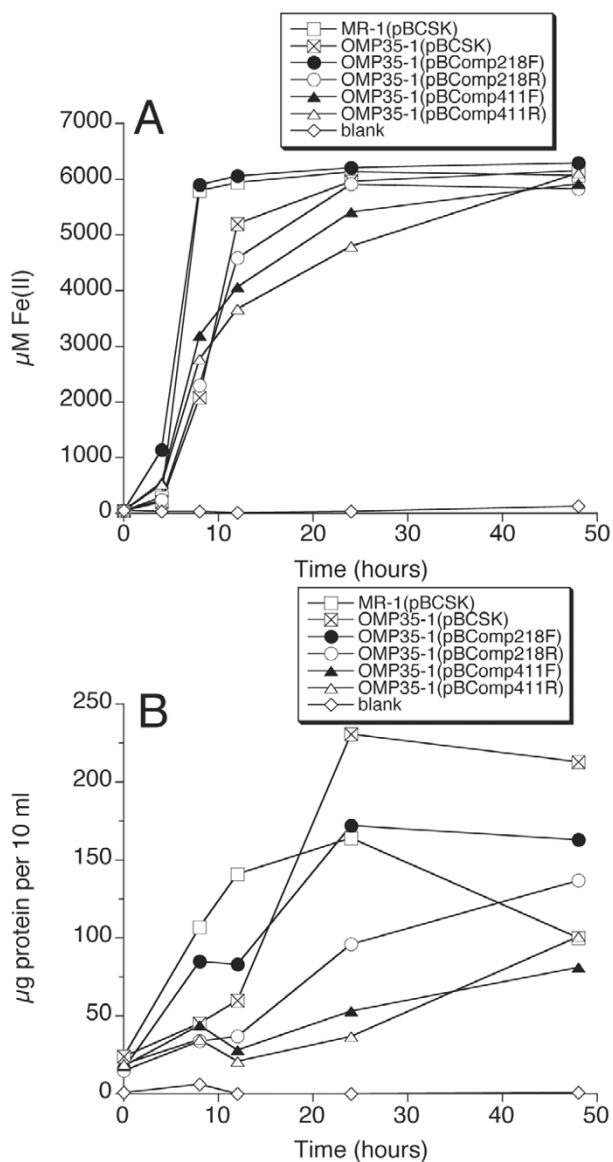 MR-1(pBCSK)
OMP35-1(pBCSK)
OMP35-1(pBComp218F)
OMP35-1(pBComp218R)
OMP35-1(pBComp411F)
OMP35-1(pBComp411R)
blank
A
7000
6000
5000
4000
3000
2000
1000
0
µM Fe(II)
0 10 20 30 40 50
Time (hours)
MR-1(pBCSK)
OMP35-1(pBCSK)
OMP35-1(pBComp218F)
OMP35-1(pBComp218R)
OMP35-1(pBComp411F)
OMP35-1(pBComp411R)
blank
B
250
200
150
100
50
0
µg protein per 10 ml
0 10 20 30 40 50
Time (hours)